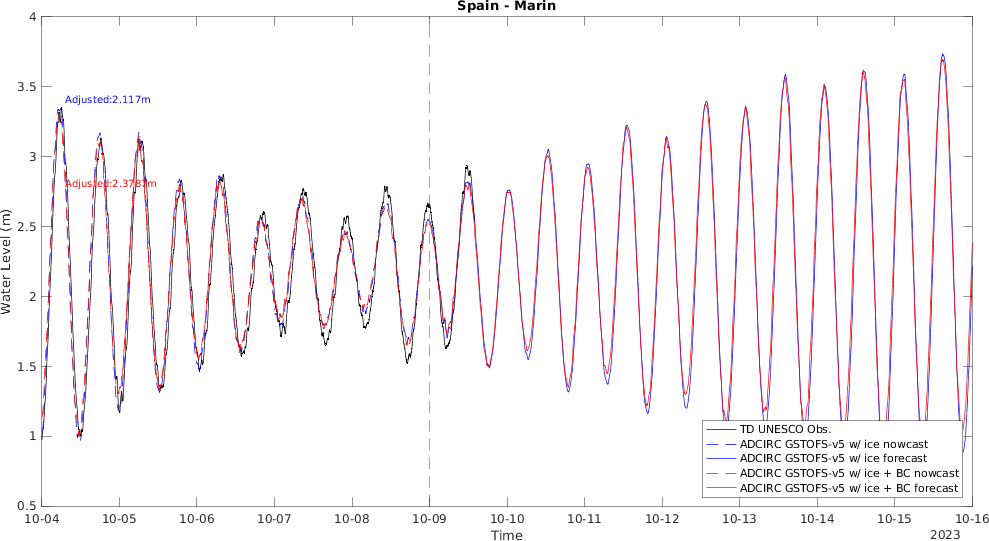 Spain - Marin
4
3.5
3
2.5
2
1.5
1
0.5
Water Level (m)
Adjusted:2.117m
Adjusted:2.3787m
TD UNESCO Obs.
ADCIRC GSTOFS-v5 w/ ice nowcast
ADCIRC GSTOFS-v5 w/ ice forecast
ADCIRC GSTOFS-v5 w/ ice + BC nowcast
ADCIRC GSTOFS-v5 w/ ice + BC forecast
10-04 10-05 10-06 10-07 10-08 10-09 10-10 10-11 10-12 10-13 10-14 10-15 10-16
Time
2023